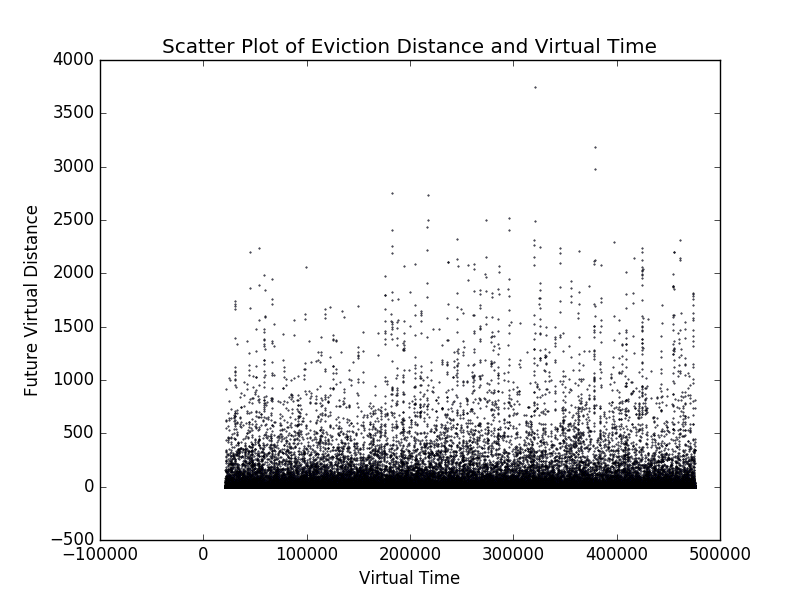 Scatter Plot of Eviction Distance and Virtual Time
4000
3500
3000
2500
2000
1500
1000
500
0
−500
Future Virtual Distance
−100000 0 100000 200000 300000 400000 500000
Virtual Time